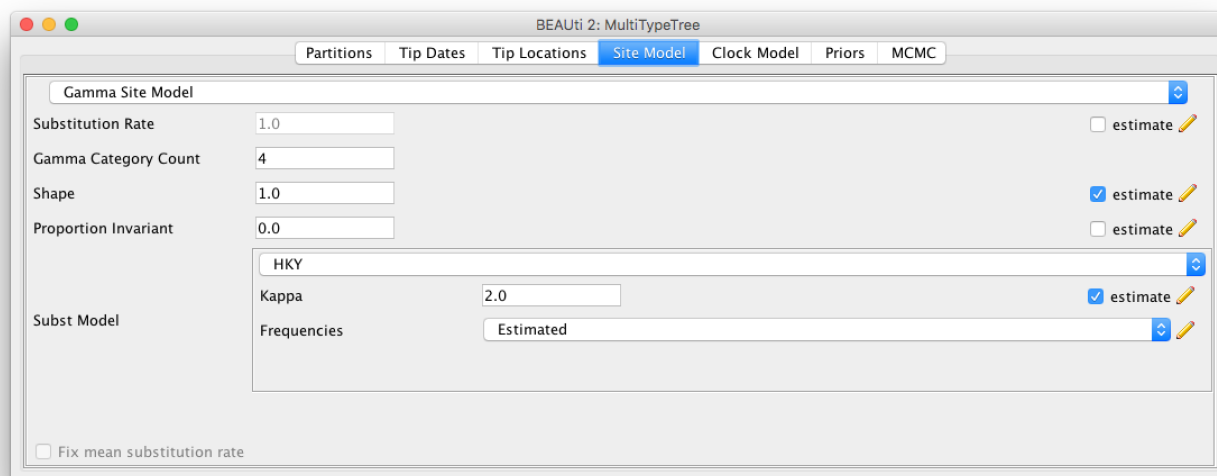 BEAUti 2: MultiTypeTree
Partitions Tip Dates Tip Locations Site Model Clock Model Priors MCMC
Gamma Site Model
Substitution Rate 1.0 estimate
Gamma Category Count 4
Shape 1.0 estimate
Proportion Invariant 0.0 estimate
HKY
Kappa 2.0 estimate
Subst Model
Frequencies Estimated
Fix mean substitution rate